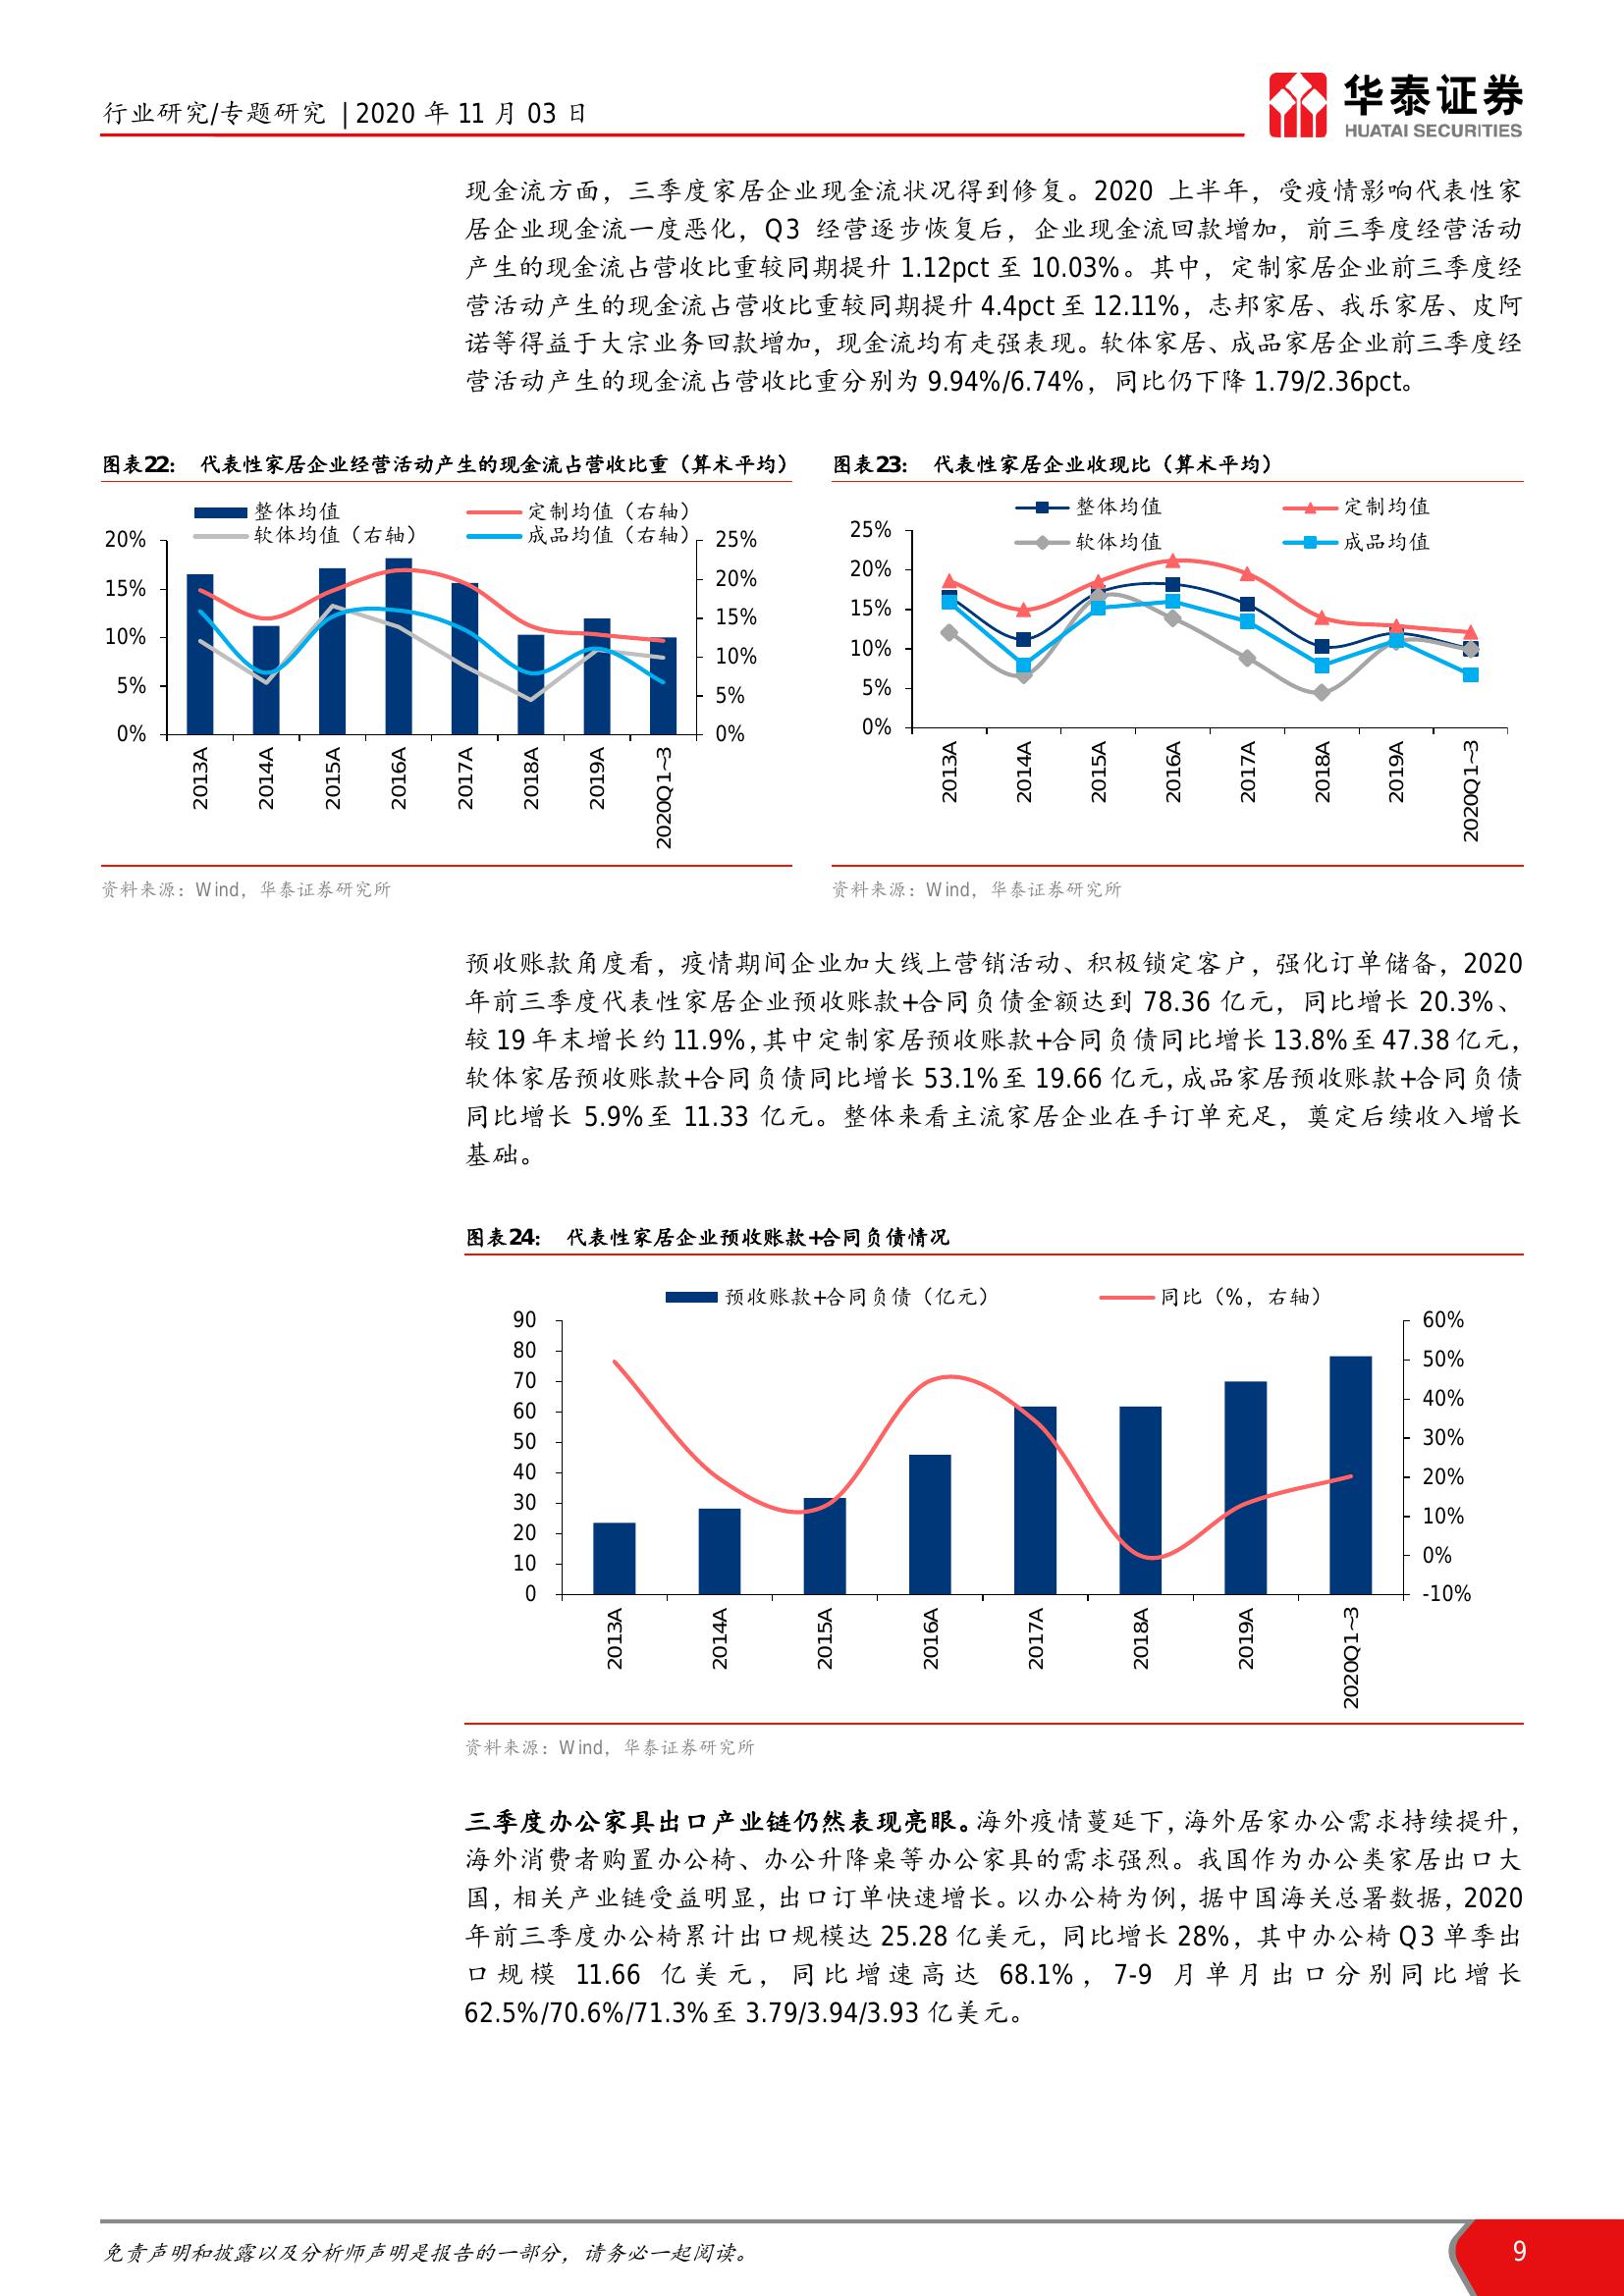 行业研究/专题研究 | 2020 年 11 月 03 日
华泰证券
HUATAI SECURITIES
现金流方面，三季度家居企业现金流状况得到修复。2020 上半年，受疫情影响代表性家
居企业现金流一度恶化，Q3 经营逐步恢复后，企业现金流回款增加，前三季度经营活动
产生的现金流占营收比重较同期提升 1.12pct 至 10.03%。其中，定制家居企业前三季度经
营活动产生的现金流占营收比重较同期提升 4.4pct 至 12.11%，志邦家居、我乐家居、皮阿
诺等得益于大宗业务回款增加，现金流均有走强表现。软体家居、成品家居企业前三季度经
营活动产生的现金流占营收比重分别为 9.94%/6.74%，同比仍下降 1.79/2.36pct。
图表22： 代表性家居企业经营活动产生的现金流占营收比重（算术平均）
整体均值 定制均值（右轴）
软体均值（右轴） 成品均值（右轴）
20% 25%
15% 20%
10% 15%
5% 10%
0% 5%
0%
2013A 2014A 2015A 2016A 2017A 2018A 2019A 2020Q1~3
资料来源：Wind，华泰证券研究所
图表23： 代表性家居企业收现比（算术平均）
整体均值 定制均值
软体均值 成品均值
25%
20%
15%
10%
5%
0%
2013A 2014A 2015A 2016A 2017A 2018A 2019A 2020Q1~3
资料来源：Wind，华泰证券研究所
预收账款角度看，疫情期间企业加大线上营销活动、积极锁定客户，强化订单储备，2020
年前三季度代表性家居企业预收账款+合同负债金额达到 78.36 亿元，同比增长 20.3%、
较 19 年末增长约 11.9%，其中定制家居预收账款+合同负债同比增长 13.8%至 47.38 亿元，
软体家居预收账款+合同负债同比增长 53.1%至 19.66 亿元，成品家居预收账款+合同负债
同比增长 5.9%至 11.33 亿元。整体来看主流家居企业在手订单充足，奠定后续收入增长
基础。
图表24： 代表性家居企业预收账款+合同负债情况
预收账款+合同负债（亿元） 同比（%，右轴）
90 60%
80 50%
70 40%
60 30%
50 20%
40 10%
30 0%
20 -10%
10
0
2013A 2014A 2015A 2016A 2017A 2018A 2019A 2020Q1~3
资料来源：Wind，华泰证券研究所
三季度办公家具出口产业链仍然表现亮眼。海外疫情蔓延下，海外居家办公需求持续提升，
海外消费者购置办公椅、办公升降桌等办公家具的需求强烈。我国作为办公类家居出口大
国，相关产业链受益明显，出口订单快速增长。以办公椅为例，据中国海关总署数据，2020
年前三季度办公椅累计出口规模达 25.28 亿美元，同比增长 28%，其中办公椅 Q3 单季出
口规模 11.66 亿美元，同比增速高达 68.1%，7-9 月单月出口分别同比增长
62.5%/70.6%/71.3%至 3.79/3.94/3.93 亿美元。
免责声明和披露以及分析师声明是报告的一部分，请务必一起阅读。
9